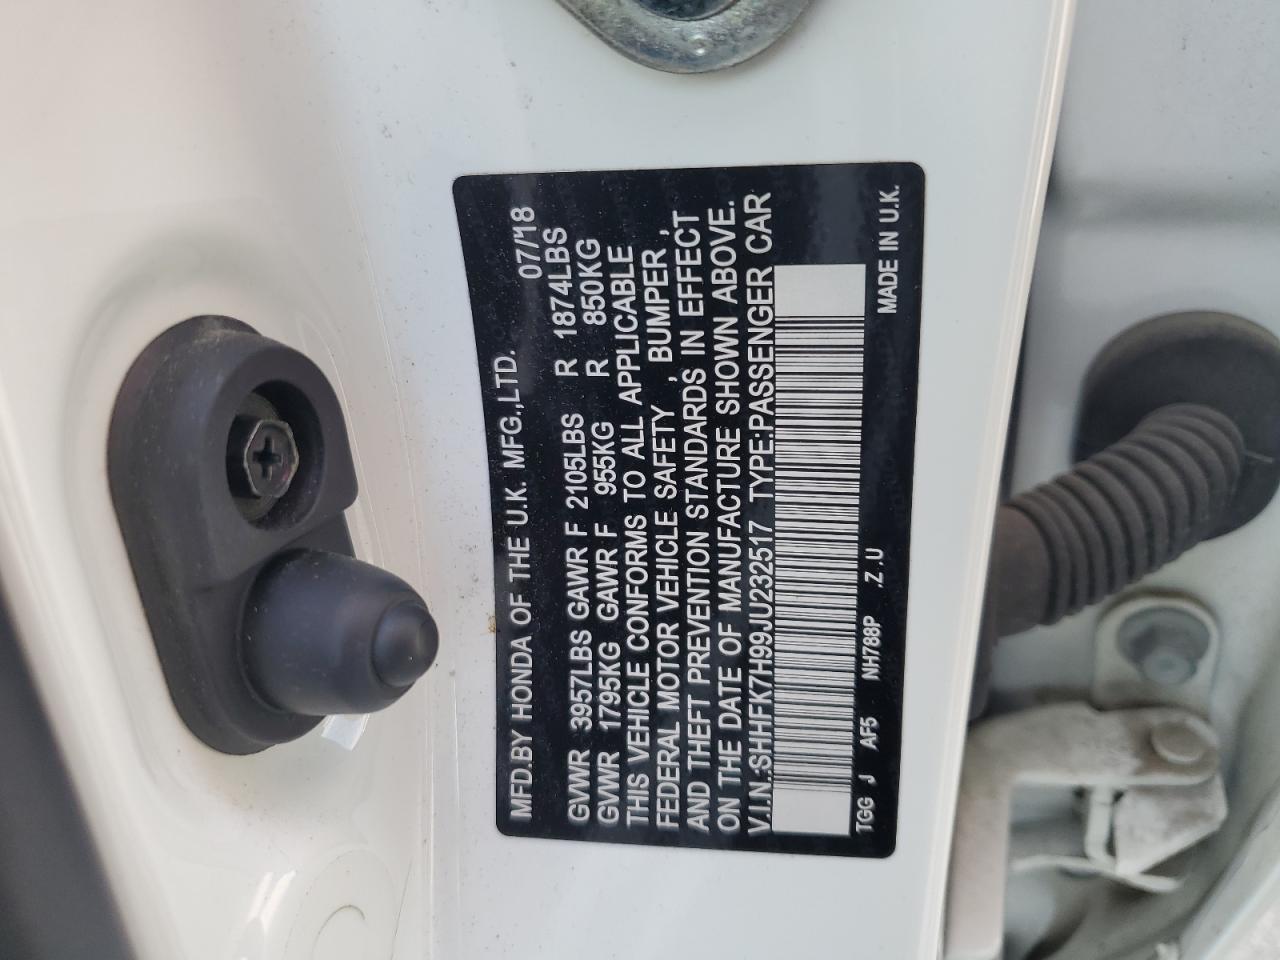 MFD.BY HONDA OF THE U.K. MFG.,LTD. 07/18
GVWR 3957LBS GAWR F 2105LBS R 1874LBS
GVWR 1795KG GAWR F 955KG R 850KG
THIS VEHICLE CONFORMS TO ALL APPLICABLE
FEDERAL MOTOR VEHICLE SAFETY , BUMPER ,
AND THEFT PREVENTION STANDARDS IN EFFECT
ON THE DATE OF MANUFACTURE SHOWN ABOVE.
V.I.N.:SHHFK7H99JU232517 TYPE:PASSENGER CAR
TGG J AF5 NH788P .Z .U MADE IN U.K.